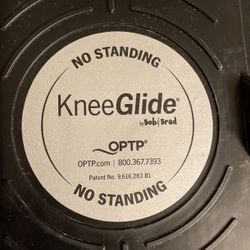 NO STANDING
KneeGlide®
by Bob & Brad
OPTP®
OPTP.com | 800.367.7393
Patent No. 9,616,283 B1
NO STANDING